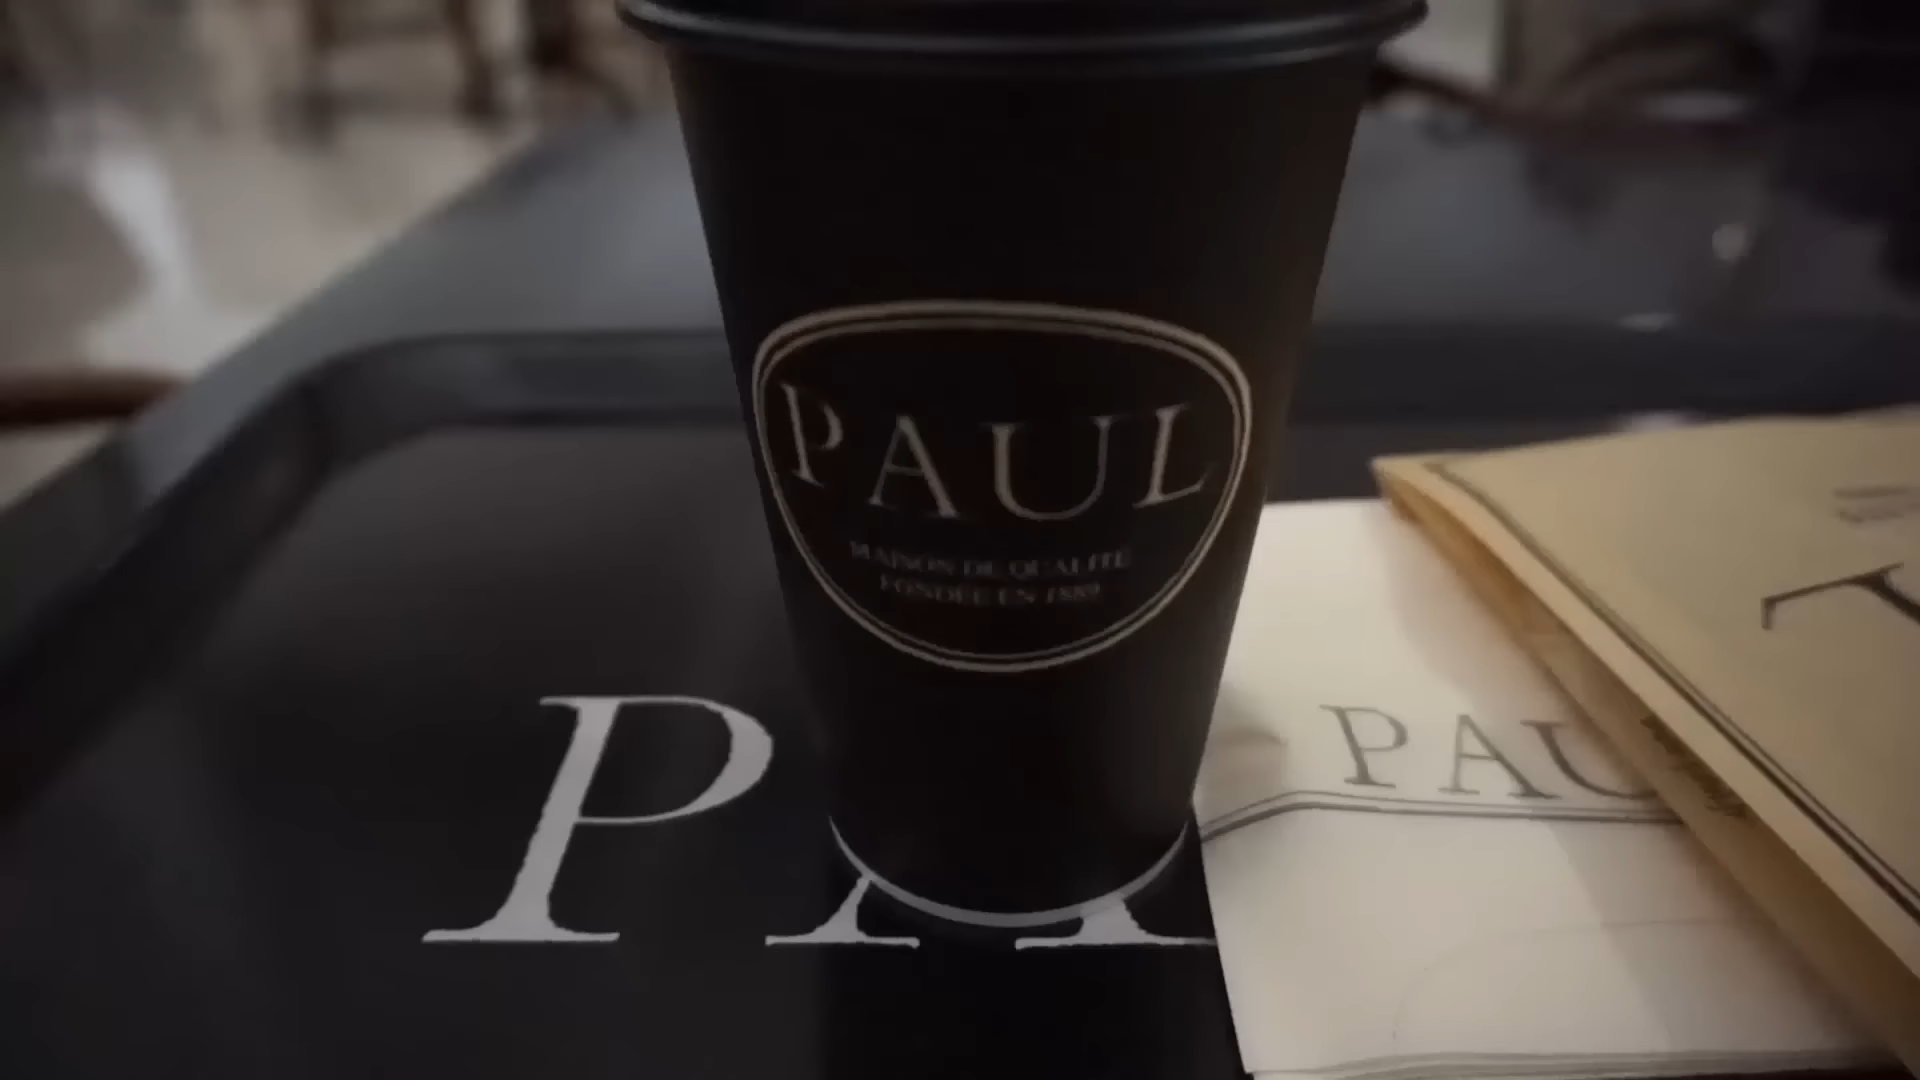 PAUL
MAISON DE QUALITÉ
FONDÉE EN 1889
PA
PAU